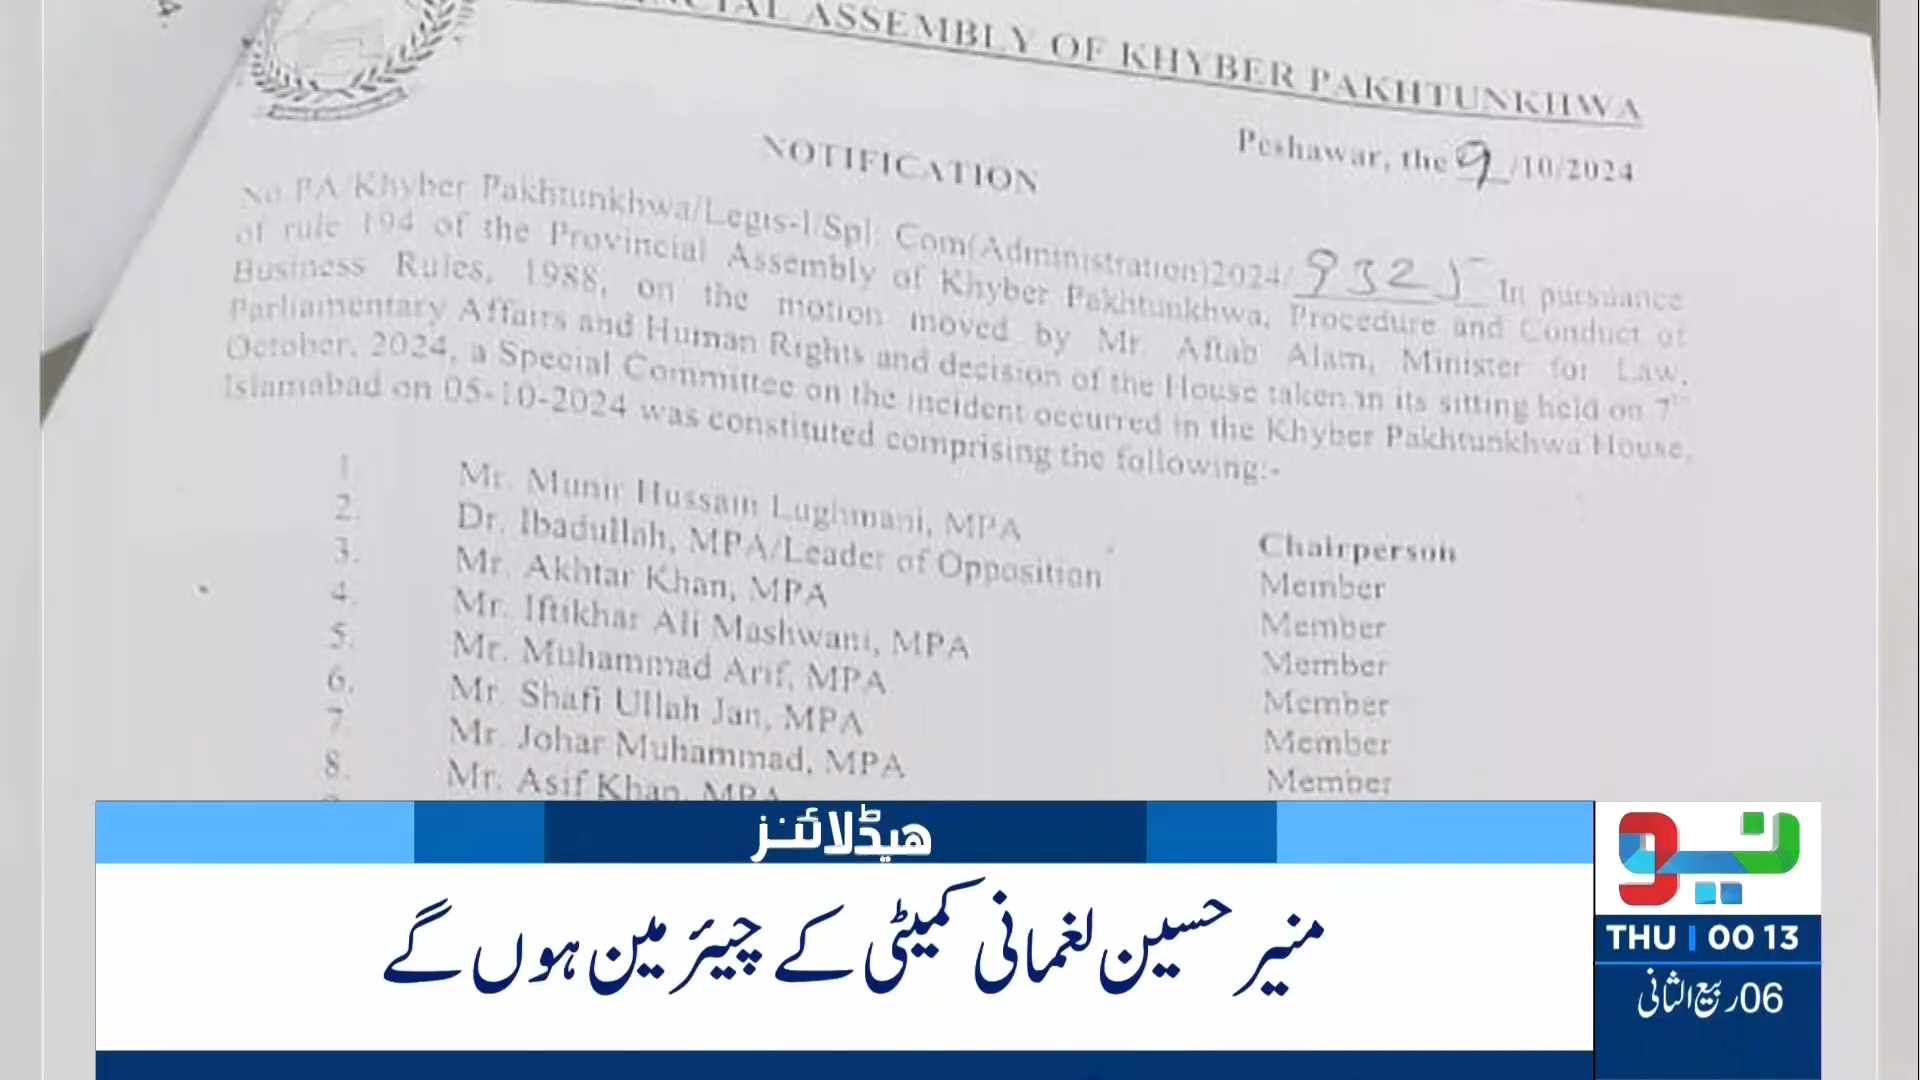 PROVINCIAL ASSEMBLY OF KHYBER PAKHTUNKHWA
Peshawar, the 9/10/2024
NOTIFICATION
No.PA/Khyber Pakhtunkhwa/Legis-I/Spl. Com(Administration)2024/9325 In pursuance
of rule 194 of the Provincial Assembly of Khyber Pakhtunkhwa, Procedure and Conduct of
Business Rules, 1988, on the motion moved by Mr. Aftab Alam, Minister for Law,
Parliamentary Affairs and Human Rights and decision of the House taken in its sitting held on 7th
October, 2024, a Special Committee on the incident occurred in the Khyber Pakhtunkhwa House,
Islamabad on 05-10-2024 was constituted comprising the following:-
1. Mr. Munir Hussain Lughmani, MPA Chairperson
2. Dr. Ibadullah, MPA/Leader of Opposition Member
3. Mr. Akhtar Khan, MPA Member
4. Mr. Iftikhar Ali Mashwani, MPA Member
5. Mr. Muhammad Arif, MPA Member
6. Mr. Shafi Ullah Jan, MPA Member
7. Mr. Johar Muhammad, MPA Member
8. Mr. Asif Khan, MPA
ہیڈلائنز
منیر حسین لغمانی کمیٹی کے چیئرمین ہوں گے
نیو
THU | 00 13
06 ربیع الثانی